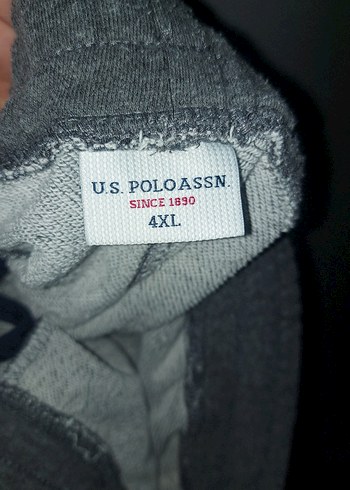 U.S. POLO ASSN.
SINCE 1890
4XL